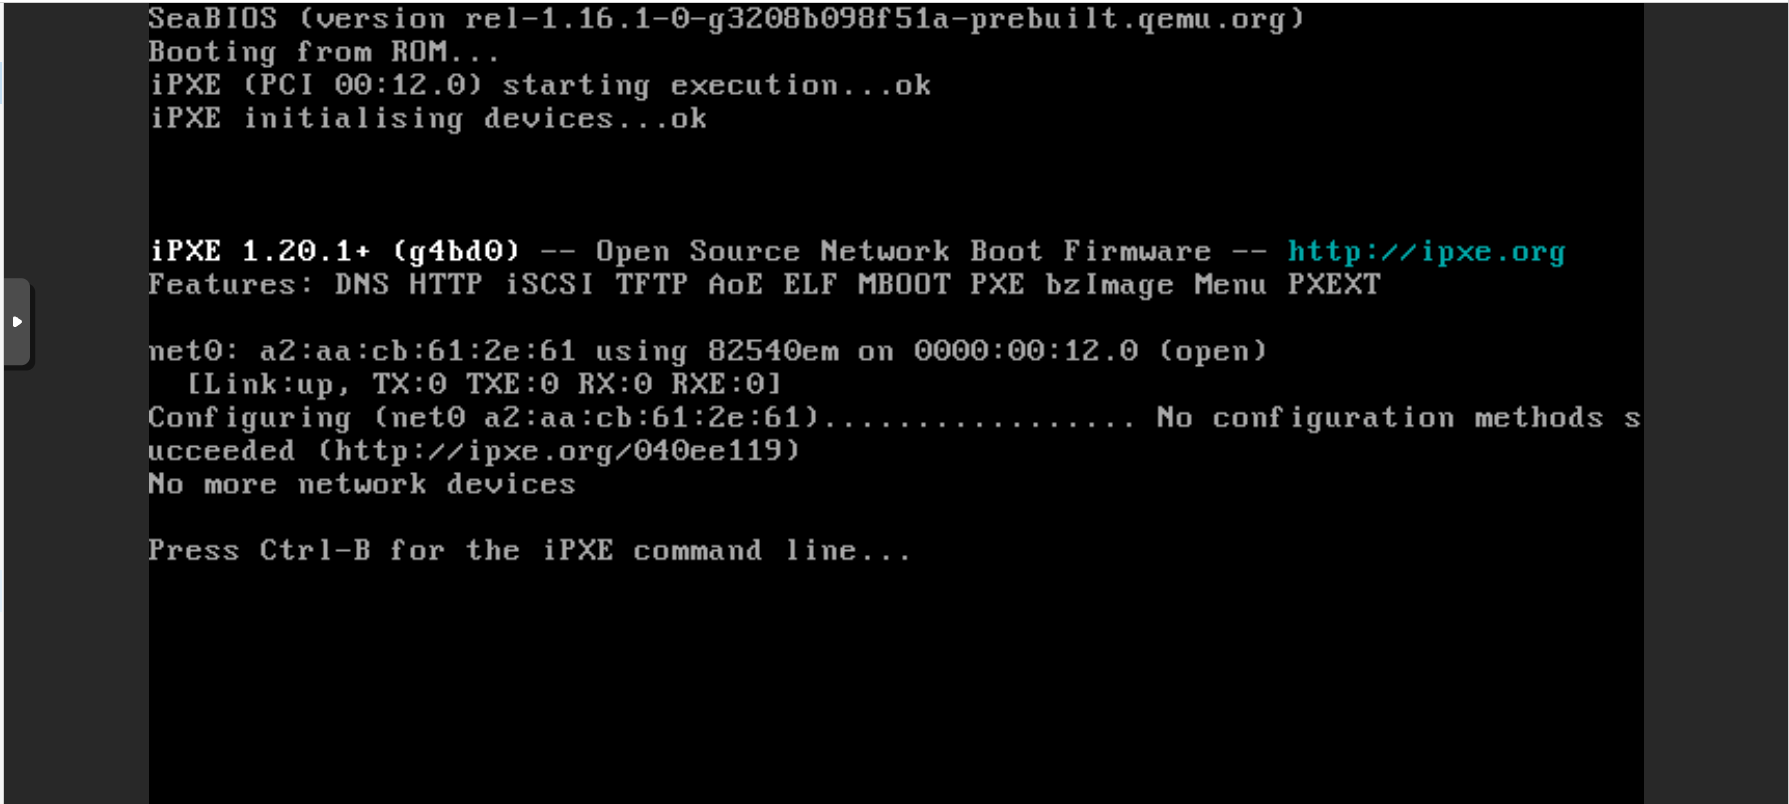 SeaBIOS (version rel-1.16.1-0-g3208b098f51a-prebuilt.qemu.org)
Booting from ROM...
iPXE (PCI 00:12.0) starting execution...ok
iPXE initialising devices...ok
iPXE 1.20.1+ (g4bd0) -- Open Source Network Boot Firmware -- http://ipxe.org
Features: DNS HTTP iSCSI TFTP AoE ELF MBOOT PXE bzImage Menu PXEXT
net0: a2:aa:cb:61:2e:61 using 82540em on 0000:00:12.0 (open)
[Link:up, TX:0 TXE:0 RX:0 RXE:0]
Configuring (net0 a2:aa:cb:61:2e:61)................. No configuration methods s
ucceeded (http://ipxe.org/040ee119)
No more network devices
Press Ctrl-B for the iPXE command line...